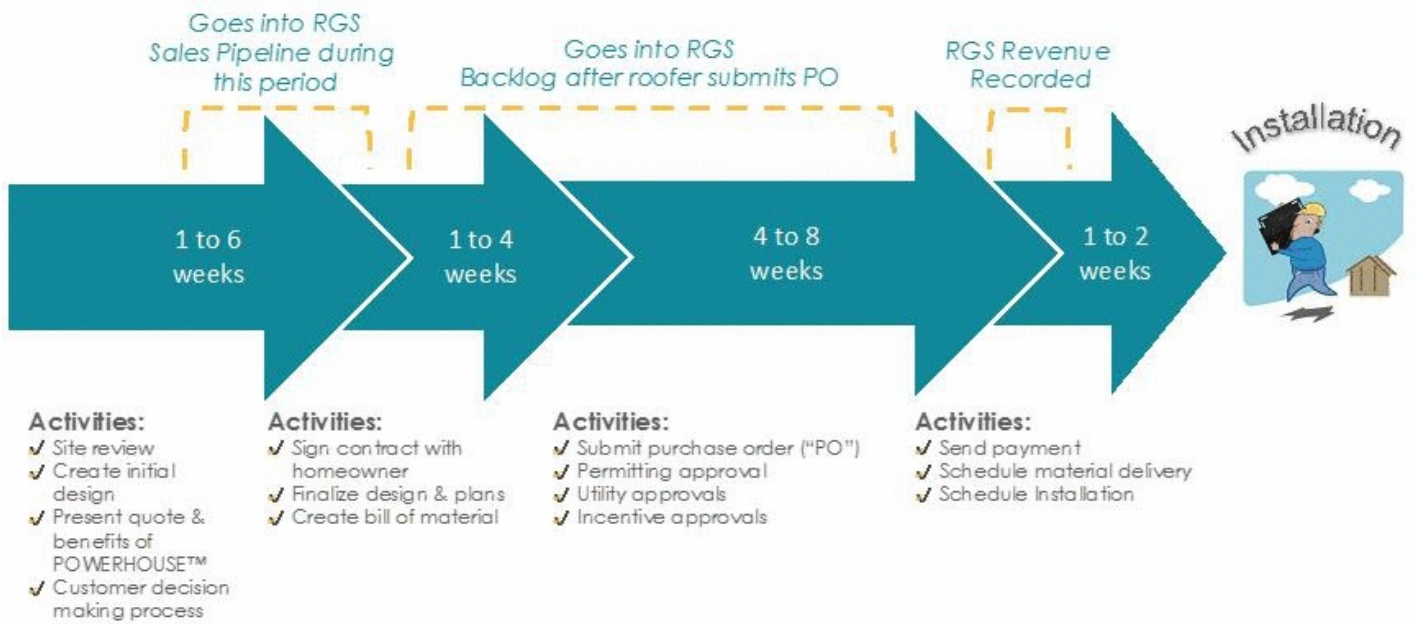 Goes into RGS
Sales Pipeline during
this period
Goes into RGS
Backlog after roofer submits PO
RGS Revenue
Recorded
Installation
1 to 6
weeks
1 to 4
weeks
4 to 8
weeks
1 to 2
weeks
Activities:
Site review
Create initial
design
Present quote &
benefits of
POWERHOUSE™
Customer decision
making process
Activities:
Sign contract with
homeowner
Finalize design & plans
Create bill of material
Activities:
Submit purchase order (“PO”)
Permitting approval
Utility approvals
Incentive approvals
Activities:
Send payment
Schedule material delivery
Schedule Installation